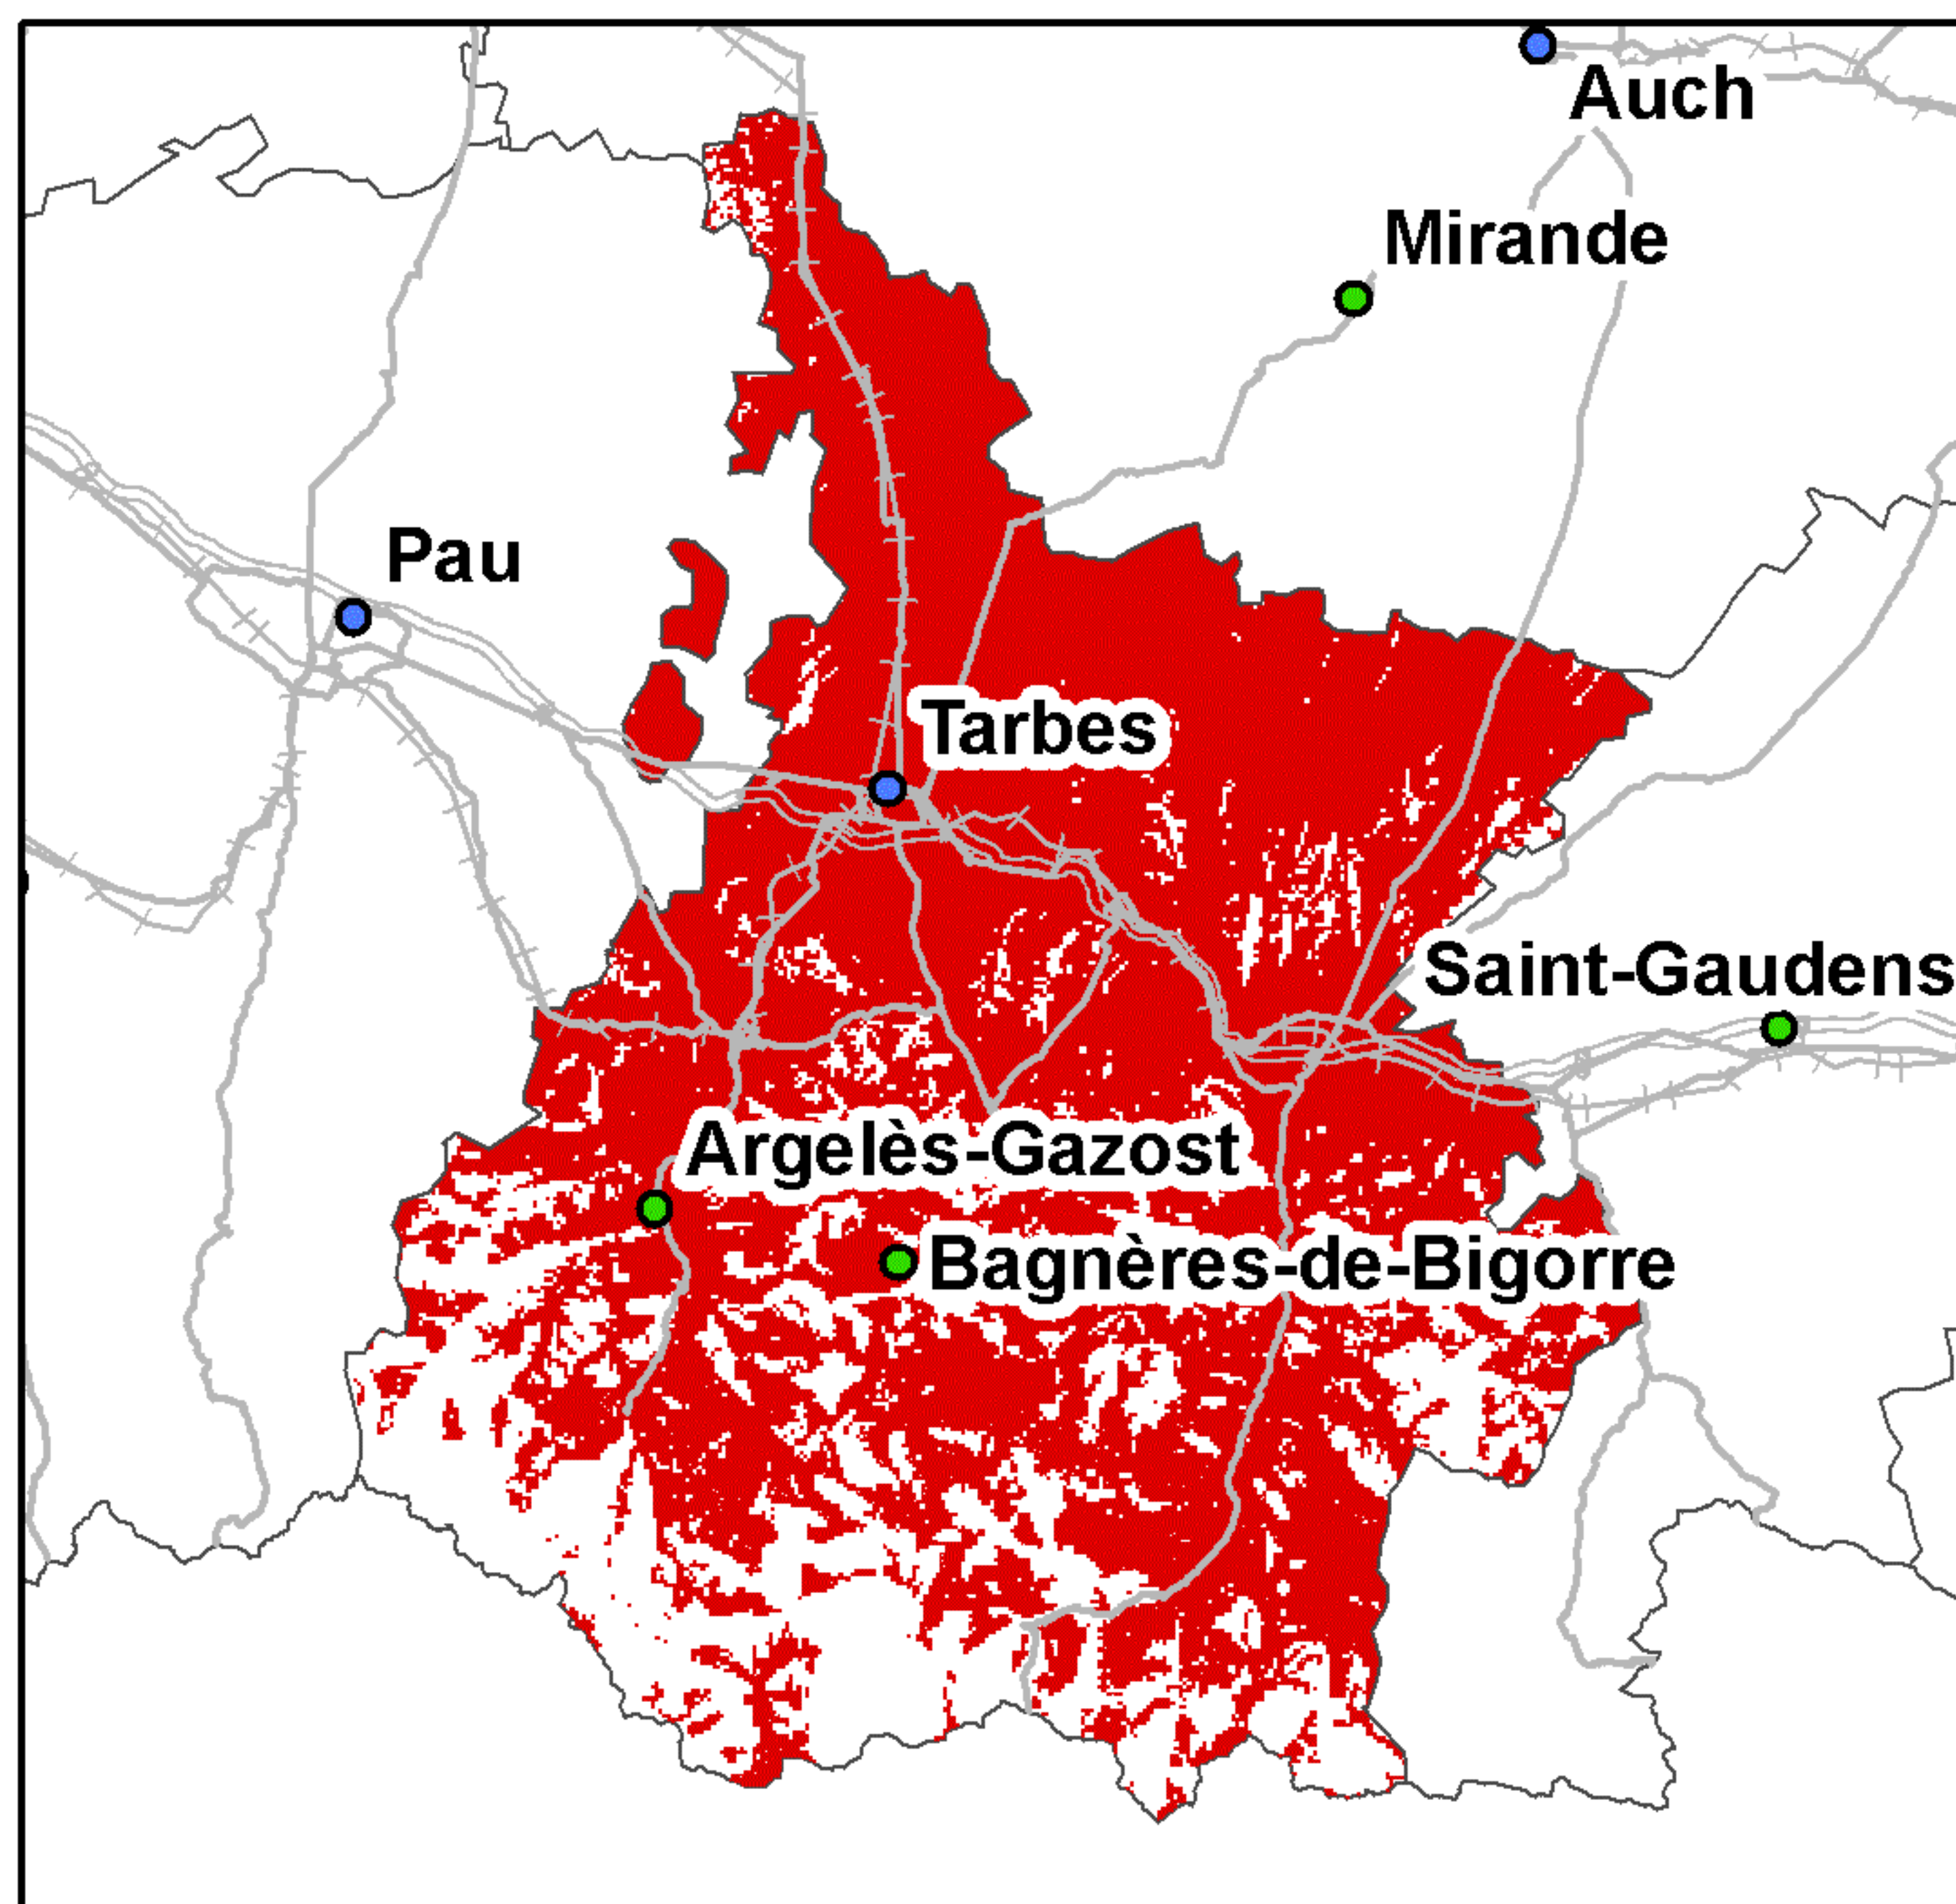 Auch
Mirande
Pau
Tarbes
Saint-Gaudens
Argelès-Gazost
Bagnères-de-Bigorre